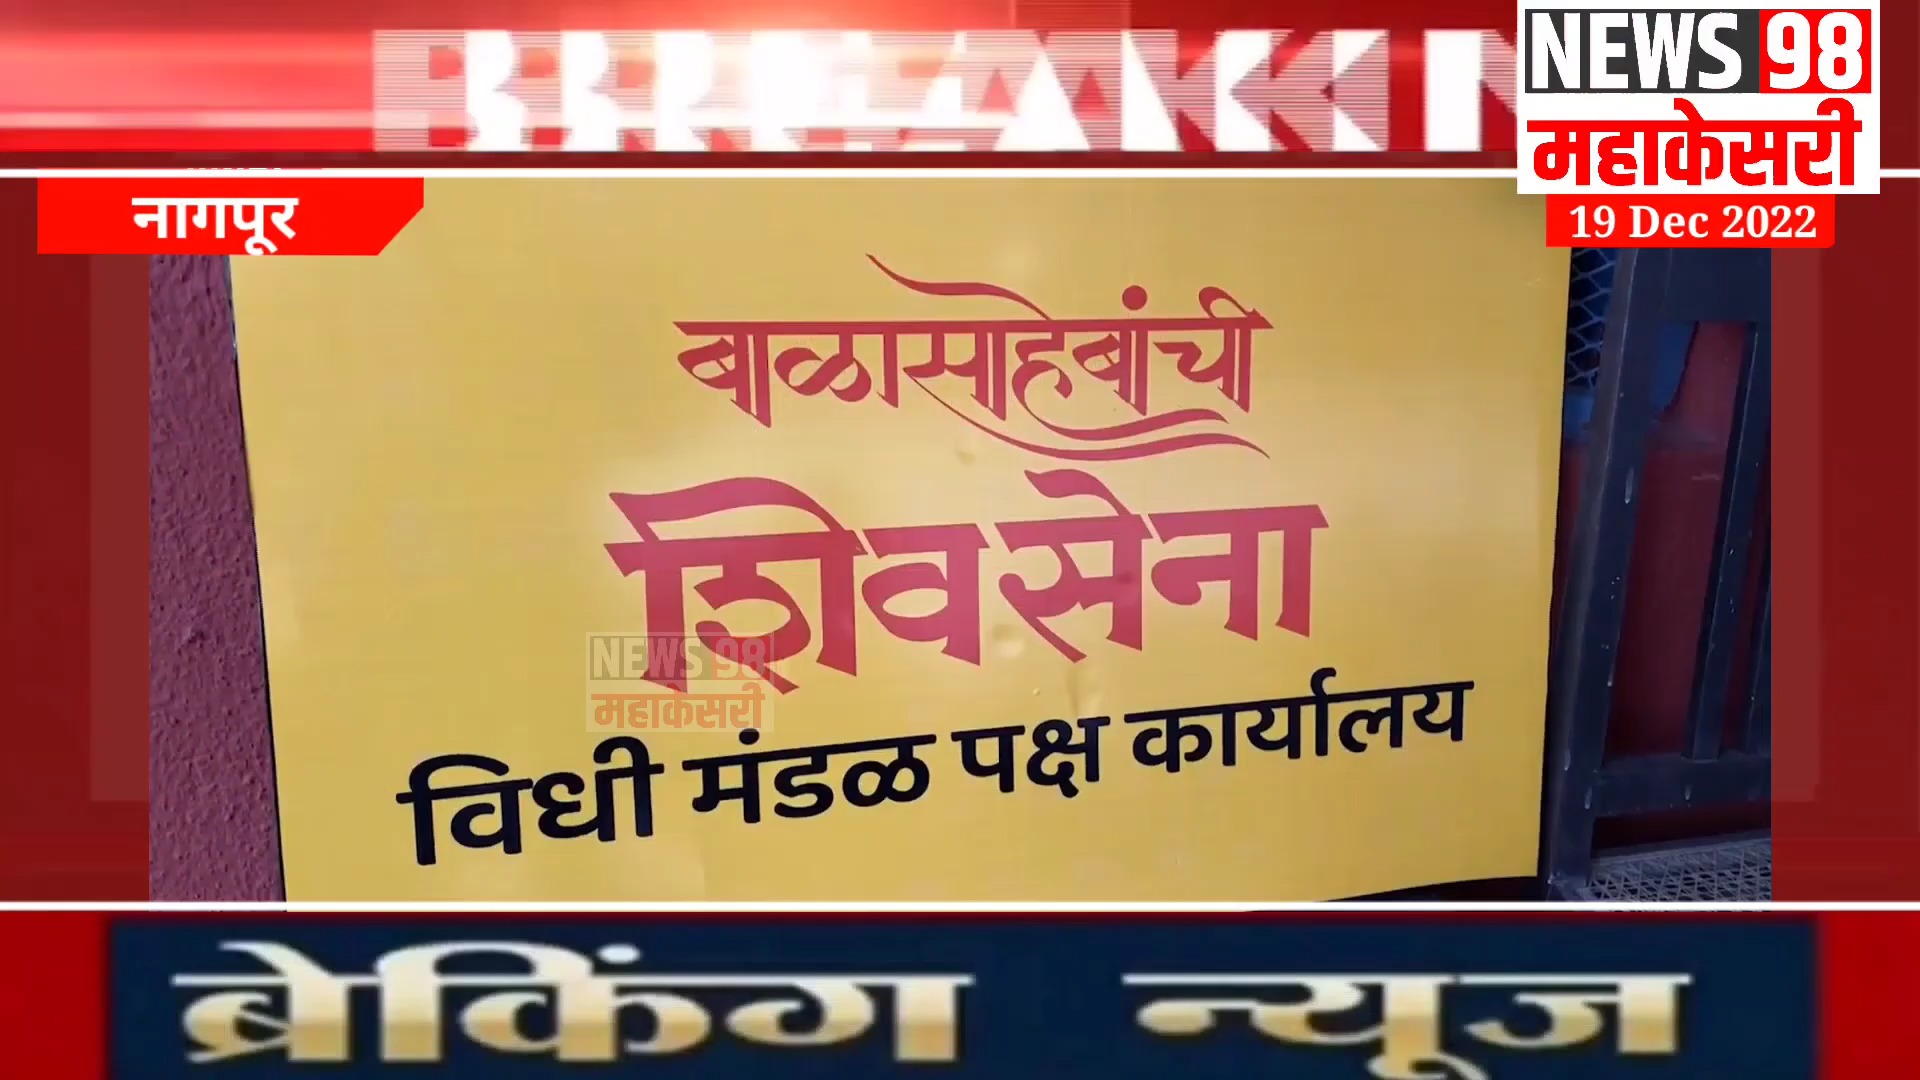 NEWS 98
महाकेसरी
नागपूर
19 Dec 2022
बाळासाहेबांची
शिवसेना
NEWS 98
महाकेसरी
विधी मंडळ पक्ष कार्यालय
ब्रेकिंग न्यूज